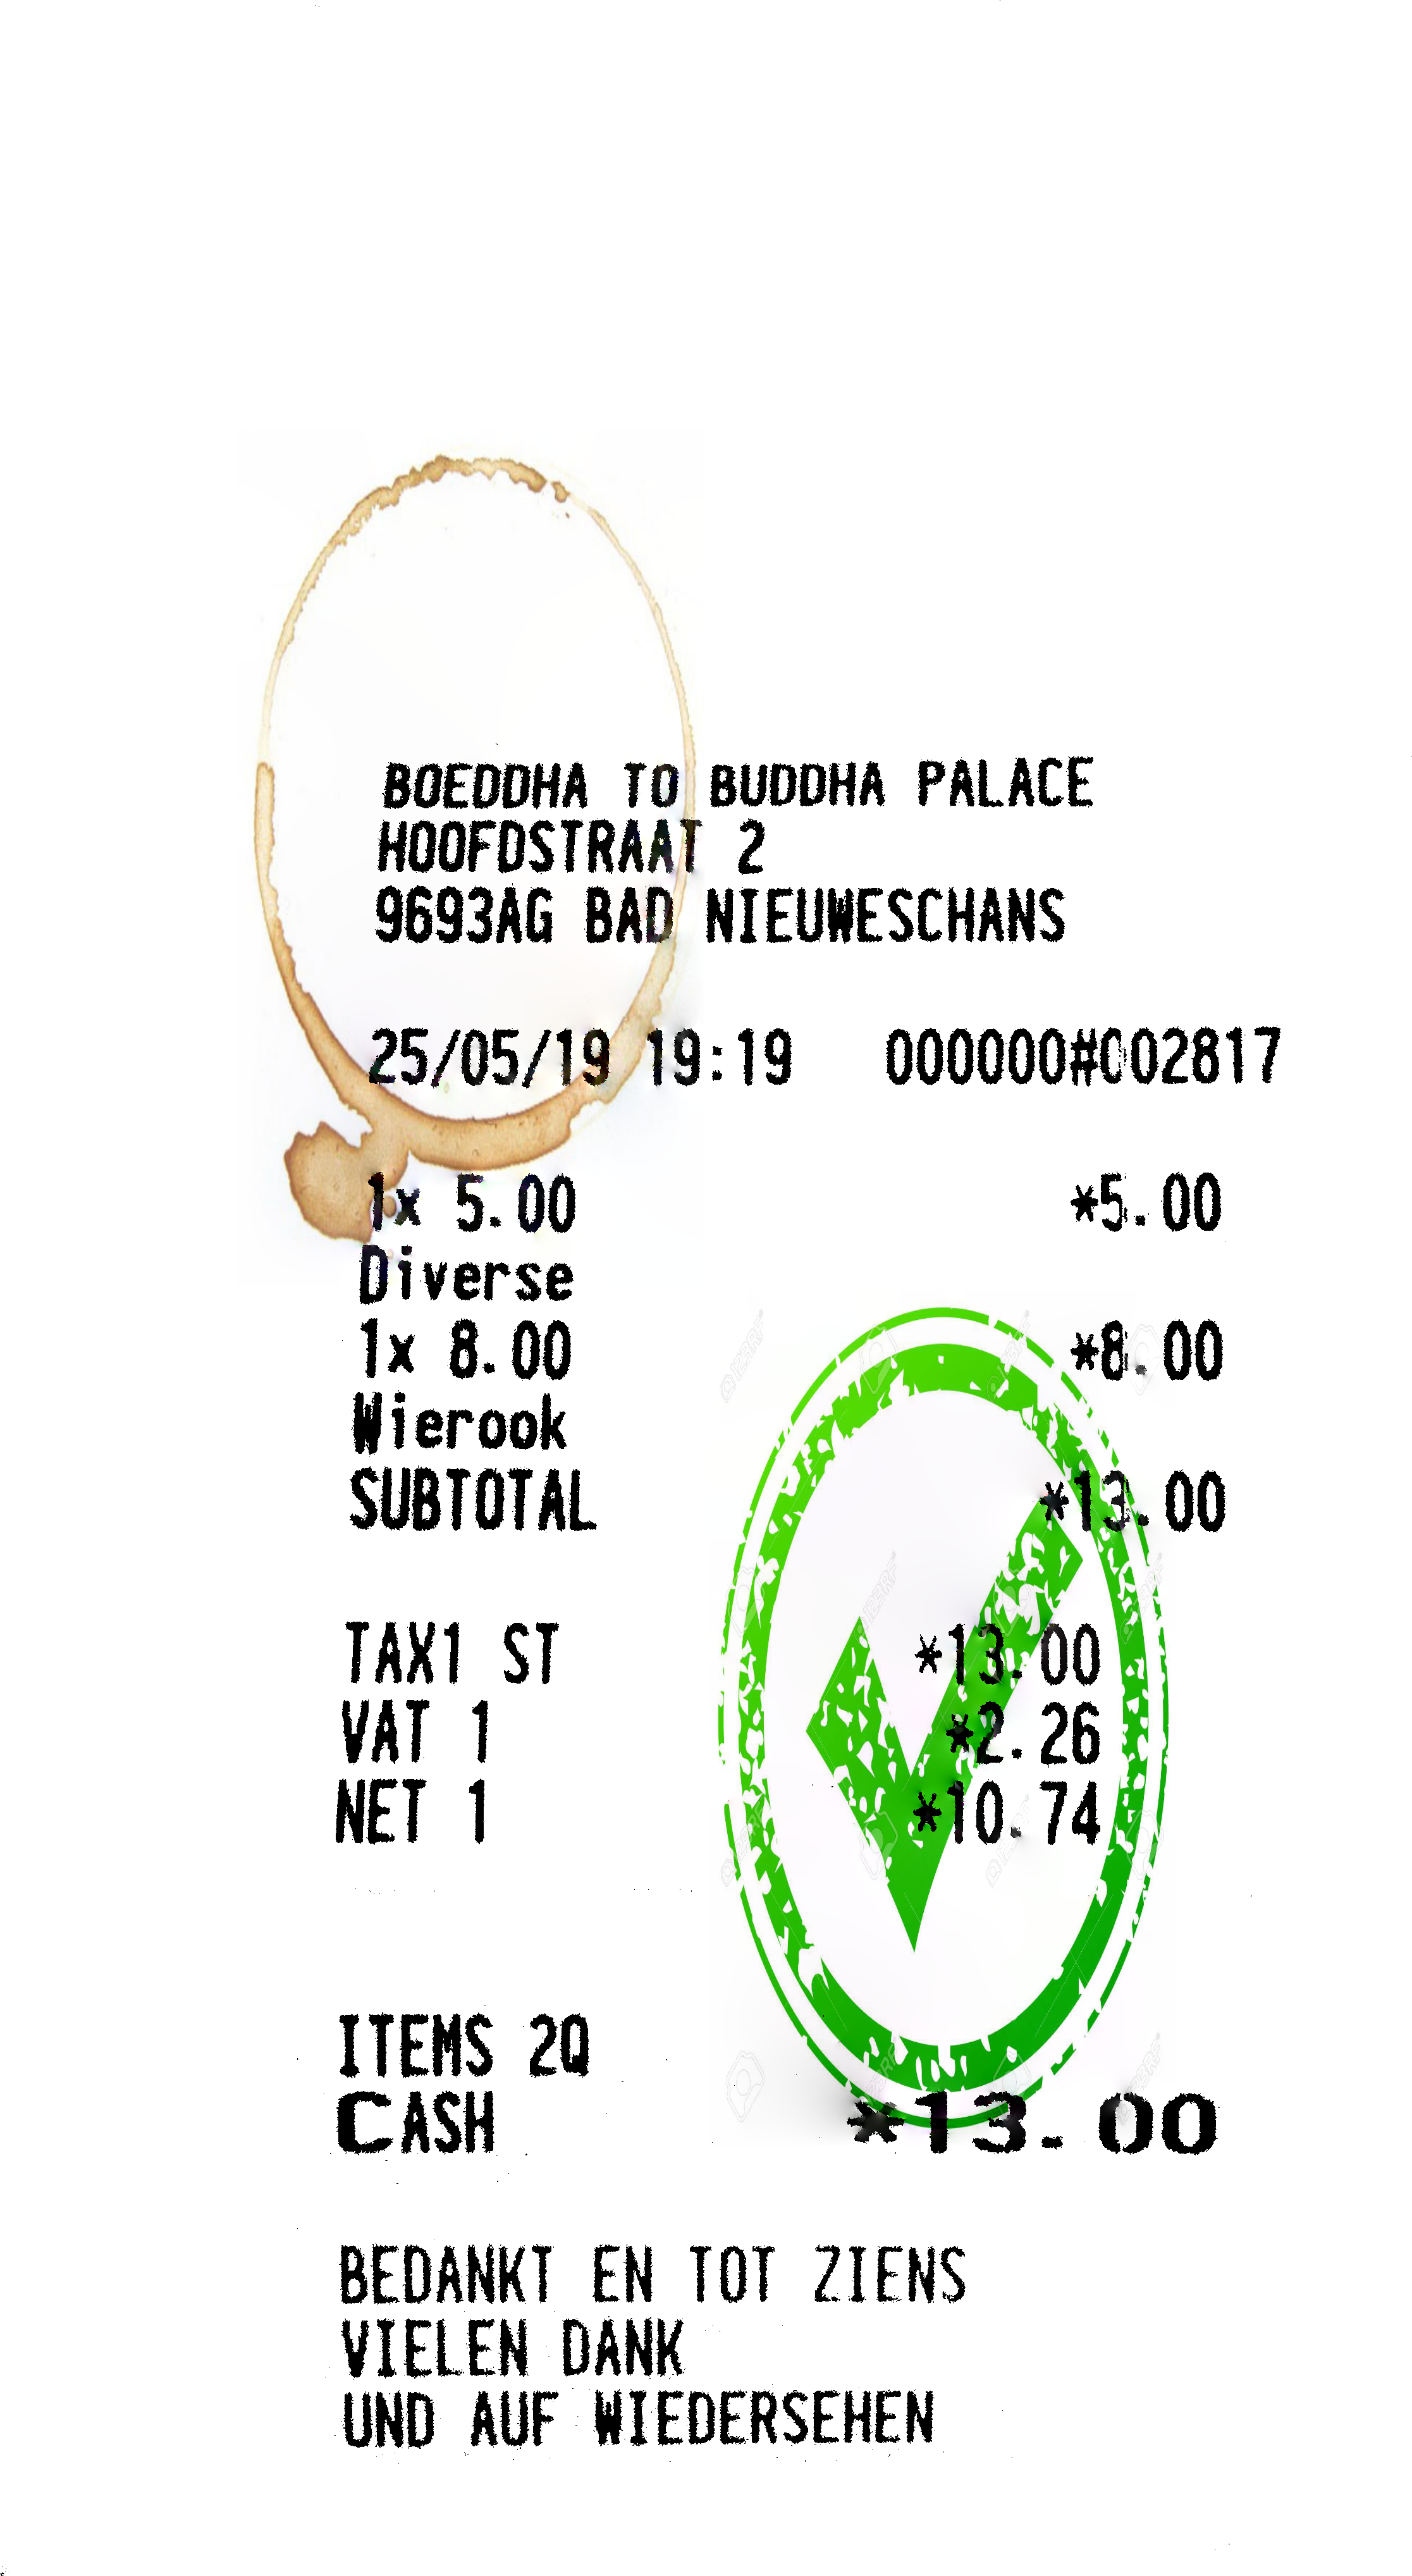 BOEDDHA TO BUDDHA PALACE
HOOFDSTRAAT 2
9693AG BAD NIEUWESCHANS
25/05/19 19:19 000000#002817
1x 5.00 *5.00
Diverse
1x 8.00 *8.00
Wierook
SUBTOTAL *13.00
TAX1 ST *13.00
VAT 1 *2.26
NET 1 *10.74
ITEMS 2Q
CASH *13.00
BEDANKT EN TOT ZIENS
VIELEN DANK
UND AUF WIEDERSEHEN